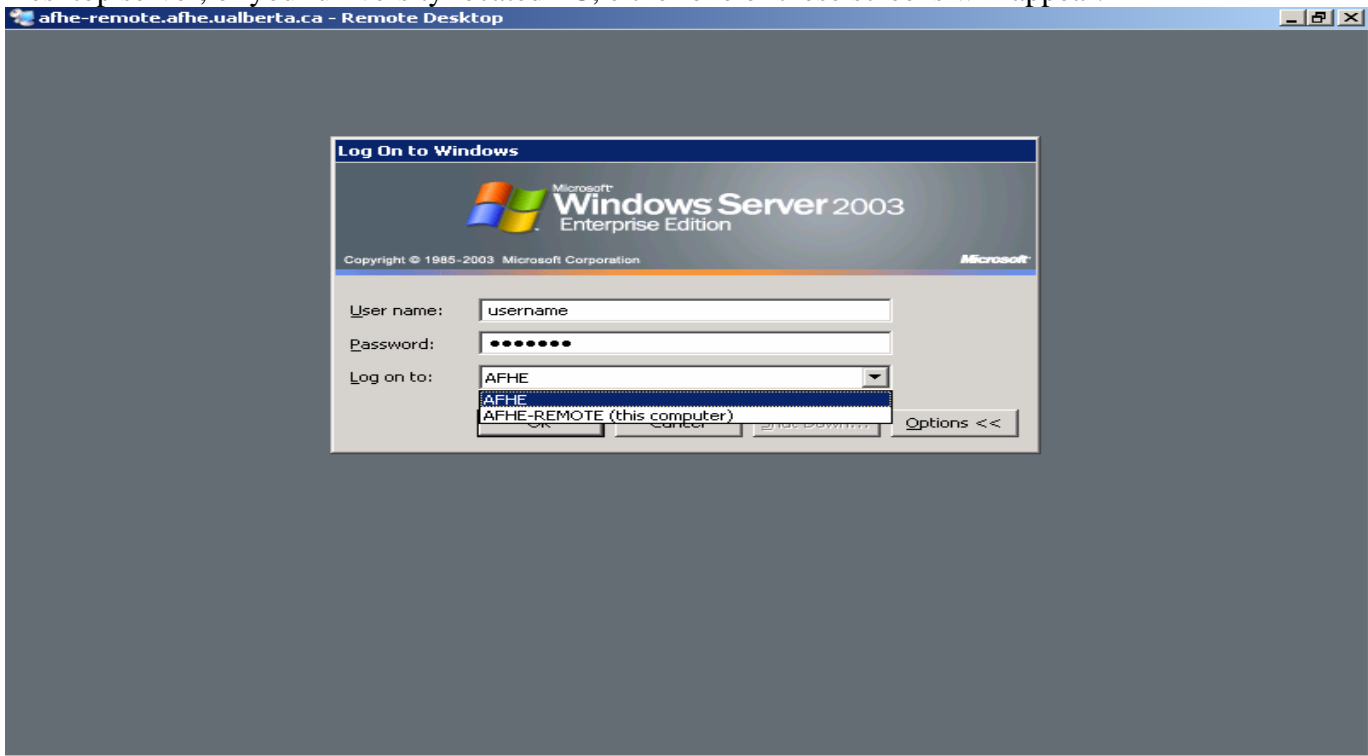 afhe-remote.afhe.ualberta.ca - Remote Desktop
Log On to Windows
Microsoft
Windows Server 2003
Enterprise Edition
Copyright © 1985-2003 Microsoft Corporation Microsoft
User name: username
Password: •••••••
Log on to: AFHE
AFHE
AFHE-REMOTE (this computer)
Options <<